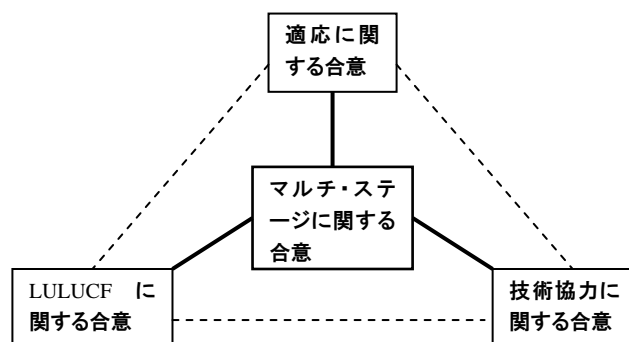 適応に関
する合意
マルチ・ステ
ージに関する
合意
LULUCF に
関する合意
技術協力に
関する合意